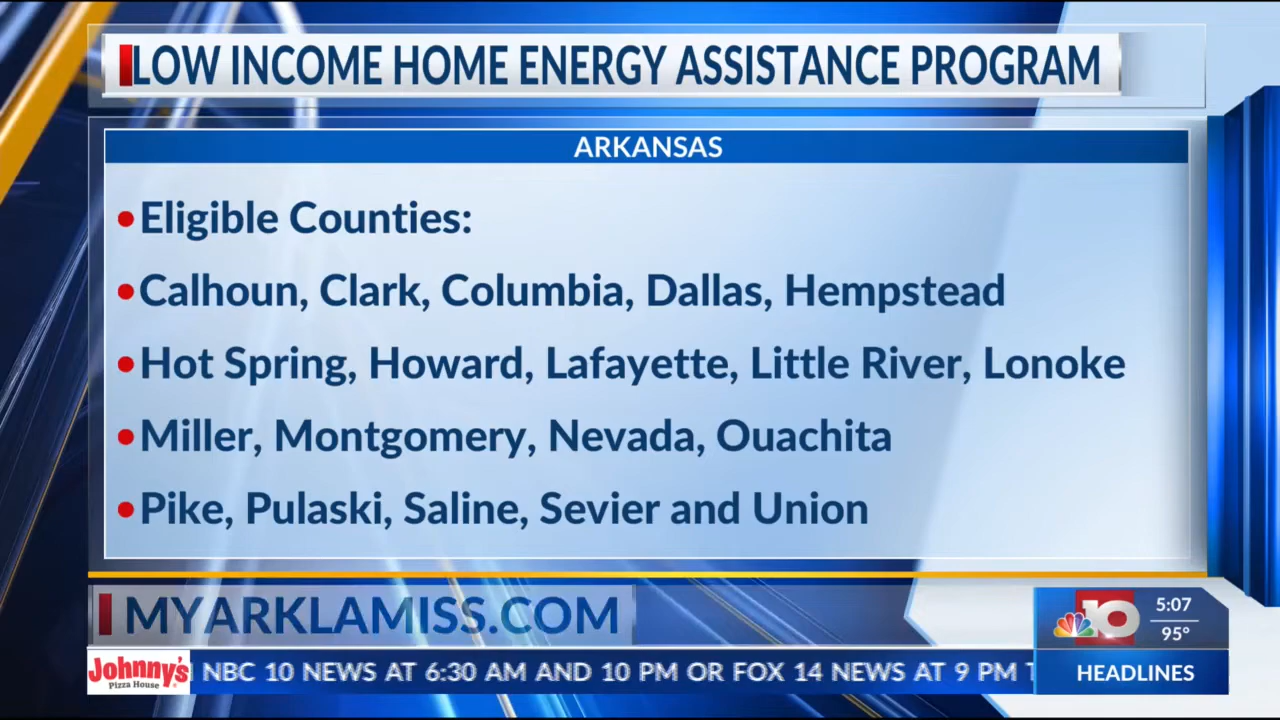 LOW INCOME HOME ENERGY ASSISTANCE PROGRAM
ARKANSAS
•Eligible Counties:
•Calhoun, Clark, Columbia, Dallas, Hempstead
•Hot Spring, Howard, Lafayette, Little River, Lonoke
•Miller, Montgomery, Nevada, Ouachita
•Pike, Pulaski, Saline, Sevier and Union
MYARKLAMISS.COM
10
5:07
95°
Johnny's
Pizza House
NBC 10 NEWS AT 6:30 AM AND 10 PM OR FOX 14 NEWS AT 9 PM
HEADLINES